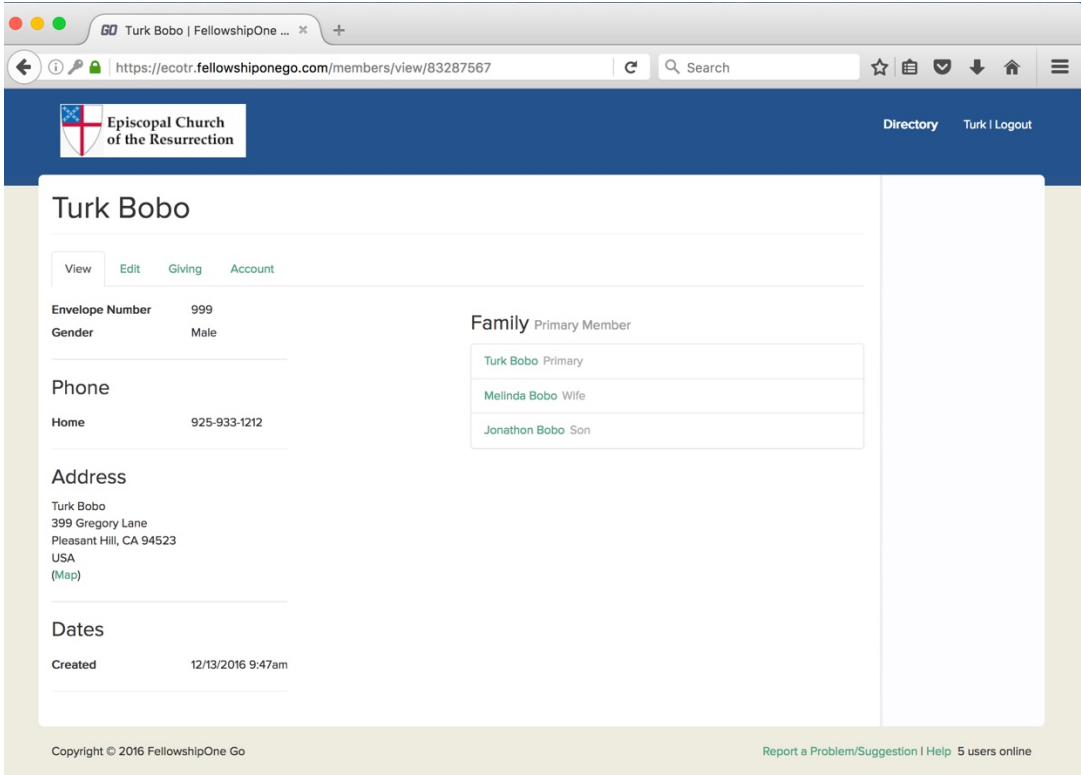 GO Turk Bobo | FellowshipOne ...
https://ecotr.fellowshiponego.com/members/view/83287567
Search
Episcopal Church
of the Resurrection
Directory
Turk | Logout
Turk Bobo
View Edit Giving Account
Envelope Number 999
Gender Male
Phone
Home 925-933-1212
Address
Turk Bobo
399 Gregory Lane
Pleasant Hill, CA 94523
USA
(Map)
Dates
Created 12/13/2016 9:47am
Family Primary Member
Turk Bobo Primary
Melinda Bobo Wife
Jonathon Bobo Son
Copyright © 2016 FellowshipOne Go
Report a Problem/Suggestion | Help 5 users online